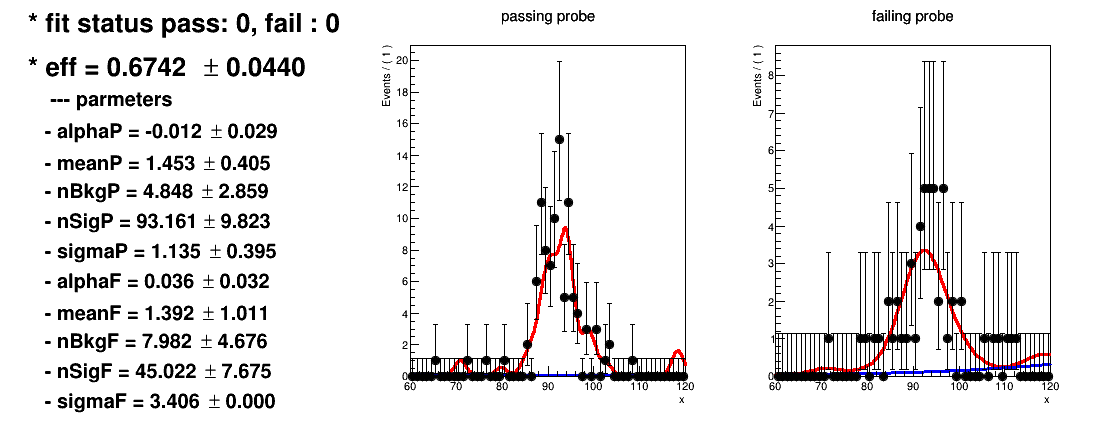 * fit status pass: 0, fail : 0
* eff = 0.6742 ± 0.0440
--- parmeters
- alphaP = -0.012 ± 0.029
- meanP = 1.453 ± 0.405
- nBkgP = 4.848 ± 2.859
- nSigP = 93.161 ± 9.823
- sigmaP = 1.135 ± 0.395
- alphaF = 0.036 ± 0.032
- meanF = 1.392 ± 1.011
- nBkgF = 7.982 ± 4.676
- nSigF = 45.022 ± 7.675
- sigmaF = 3.406 ± 0.000
passing probe
Events / ( 1 )
20
18
16
14
12
10
8
6
4
2
0
60 70 80 90 100 110 120
x
failing probe
Events / ( 1 )
8
7
6
5
4
3
2
1
0
60 70 80 90 100 110 120
x